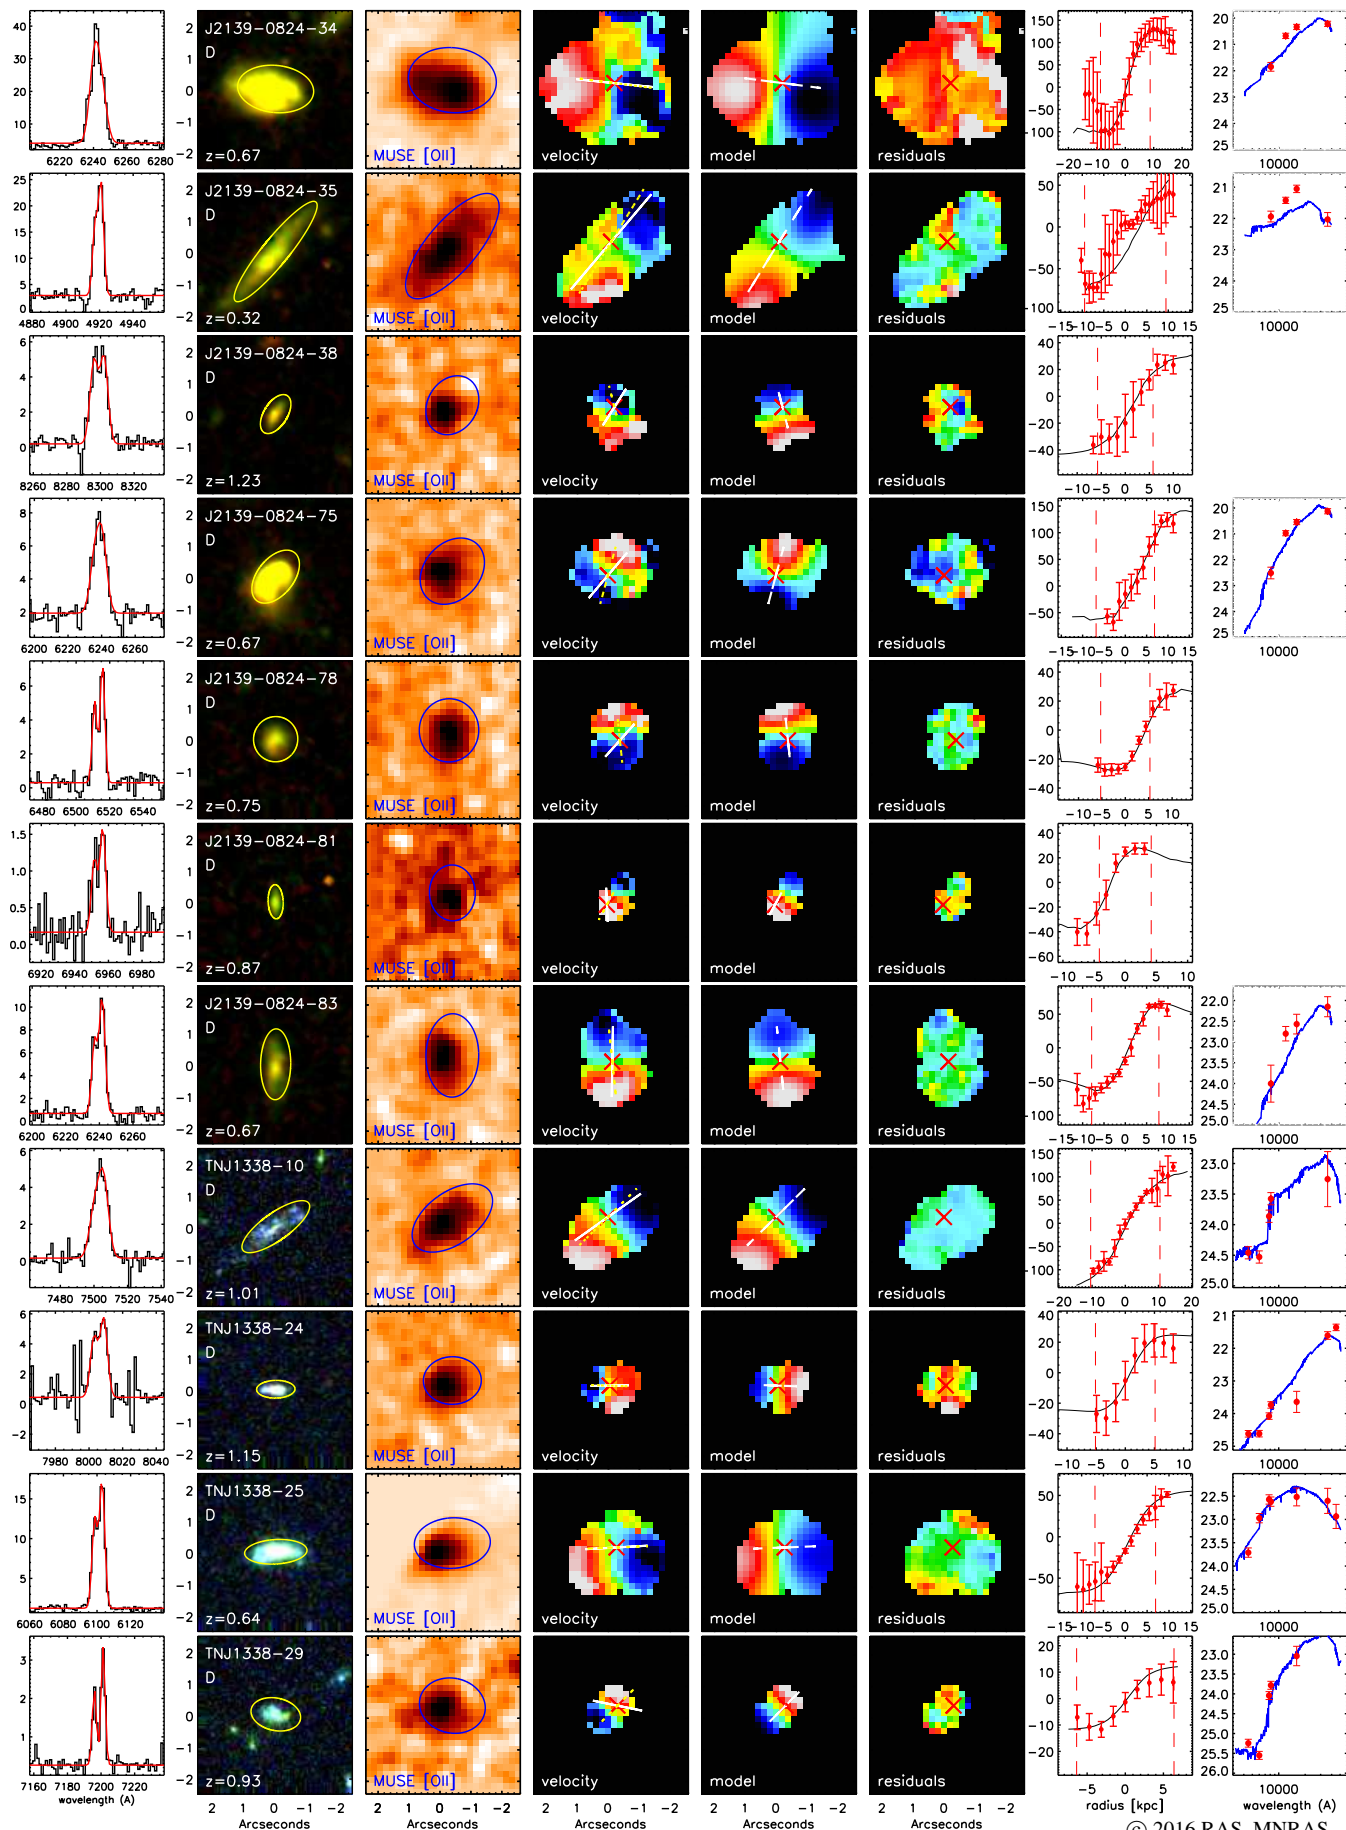 J2139-0824-34
D
z=0.67
MUSE [OII]
velocity
model
residuals
J2139-0824-35
D
z=0.32
MUSE [OII]
velocity
model
residuals
J2139-0824-38
D
z=1.23
MUSE [OII]
velocity
model
residuals
J2139-0824-75
D
z=0.67
MUSE [OII]
velocity
model
residuals
J2139-0824-78
D
z=0.75
MUSE [OII]
velocity
model
residuals
J2139-0824-81
D
z=0.87
MUSE [OII]
velocity
model
residuals
J2139-0824-83
D
z=0.67
MUSE [OII]
velocity
model
residuals
TNJ1338-10
D
z=1.01
MUSE [OII]
velocity
model
residuals
TNJ1338-24
D
z=1.15
MUSE [OII]
velocity
model
residuals
TNJ1338-25
D
z=0.64
MUSE [OII]
velocity
model
residuals
TNJ1338-29
D
z=0.93
MUSE [OII]
velocity
model
residuals
wavelength (A)
Arcseconds
Arcseconds
Arcseconds
Arcseconds
Arcseconds
radius [kpc]
wavelength (A)